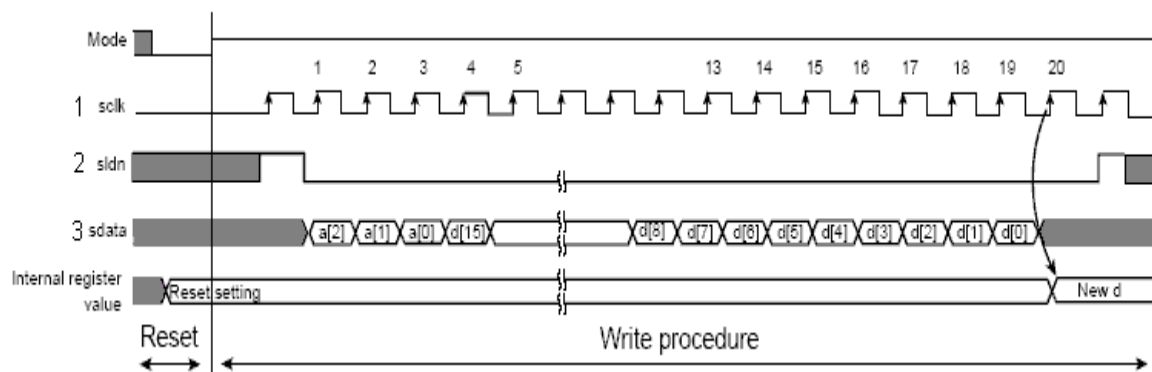 Mode
1 2 3 4 5 13 14 15 16 17 18 19 20
1 sclk
2 sldn
3 sdata a[2] a[1] a[0] d[15] d[8] d[7] d[6] d[5] d[4] d[3] d[2] d[1] d[0]
Internal register
value
Reset setting New d
Reset Write procedure